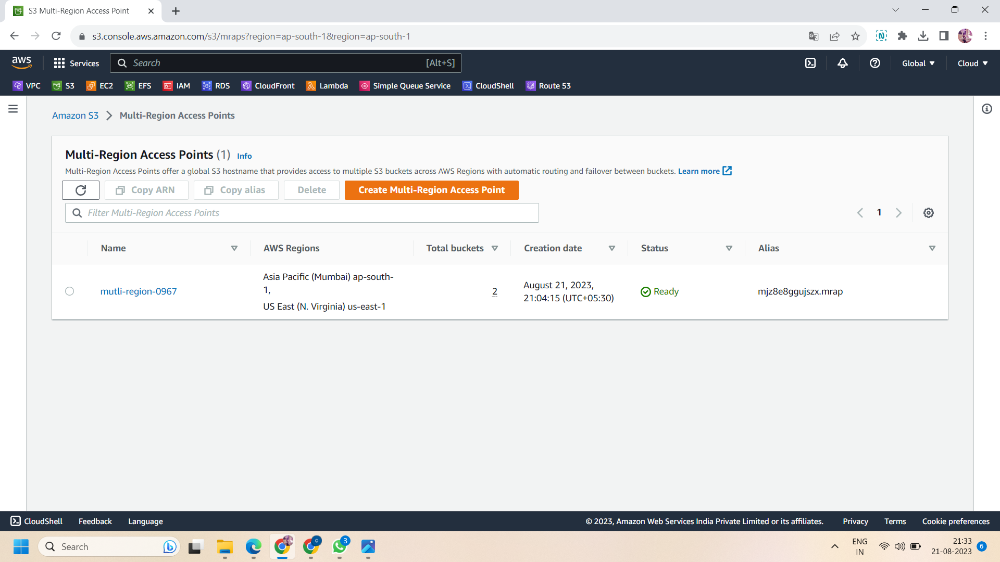 S3 Multi-Region Access Point
s3.console.aws.amazon.com/s3/mraps?region=ap-south-1&region=ap-south-1
aws Services Search [Alt+S] Global Cloud
VPC S3 EC2 EFS IAM RDS CloudFront Lambda Simple Queue Service CloudShell Route 53
Amazon S3 Multi-Region Access Points
Multi-Region Access Points (1) Info
Multi-Region Access Points offer a global S3 hostname that provides access to multiple S3 buckets across AWS Regions with automatic routing and failover between buckets. Learn more
Copy ARN Copy alias Delete Create Multi-Region Access Point
Filter Multi-Region Access Points 1
Name AWS Regions Total buckets Creation date Status Alias
mutli-region-0967 Asia Pacific (Mumbai) ap-south-
1,
US East (N. Virginia) us-east-1 2 August 21, 2023,
21:04:15 (UTC+05:30) Ready mjz8e8ggujszx.mrap
CloudShell Feedback Language © 2023, Amazon Web Services India Private Limited or its affiliates. Privacy Terms Cookie preferences
Search C 3 ENG 21:33
IN 21-08-2023 6